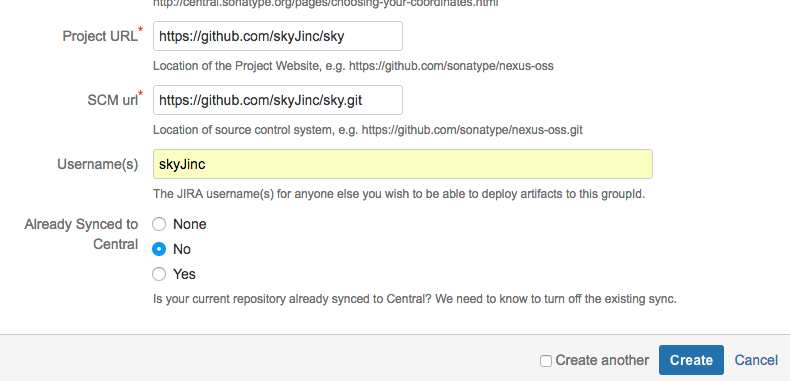 http://central.sonatype.org/pages/choosing-your-coordinates.html
Project URL* https://github.com/skyJinc/sky
Location of the Project Website, e.g. https://github.com/sonatype/nexus-oss
SCM url* https://github.com/skyJinc/sky.git
Location of source control system, e.g. https://github.com/sonatype/nexus-oss.git
Username(s) skyJinc
The JIRA username(s) for anyone else you wish to be able to deploy artifacts to this groupId.
Already Synced to
Central
None
No
Yes
Is your current repository already synced to Central? We need to know to turn off the existing sync.
Create another Create Cancel